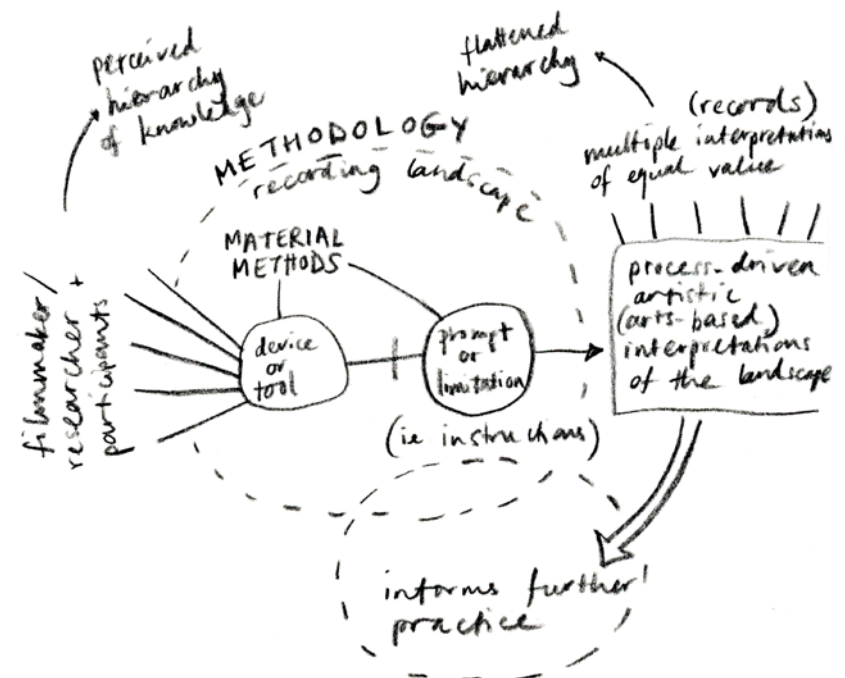 perceived
hierarchy
of knowledge
flattened
hierarchy
(records)
multiple interpretations
of equal value
METHODOLOGY
recording landscape
MATERIAL
METHODS
filmmaker/
researcher +
participants
device
or
tool
prompt
or
limitation
(ie instructions)
process-driven
artistic
(arts-based)
interpretations
of the landscape
informs further
practice